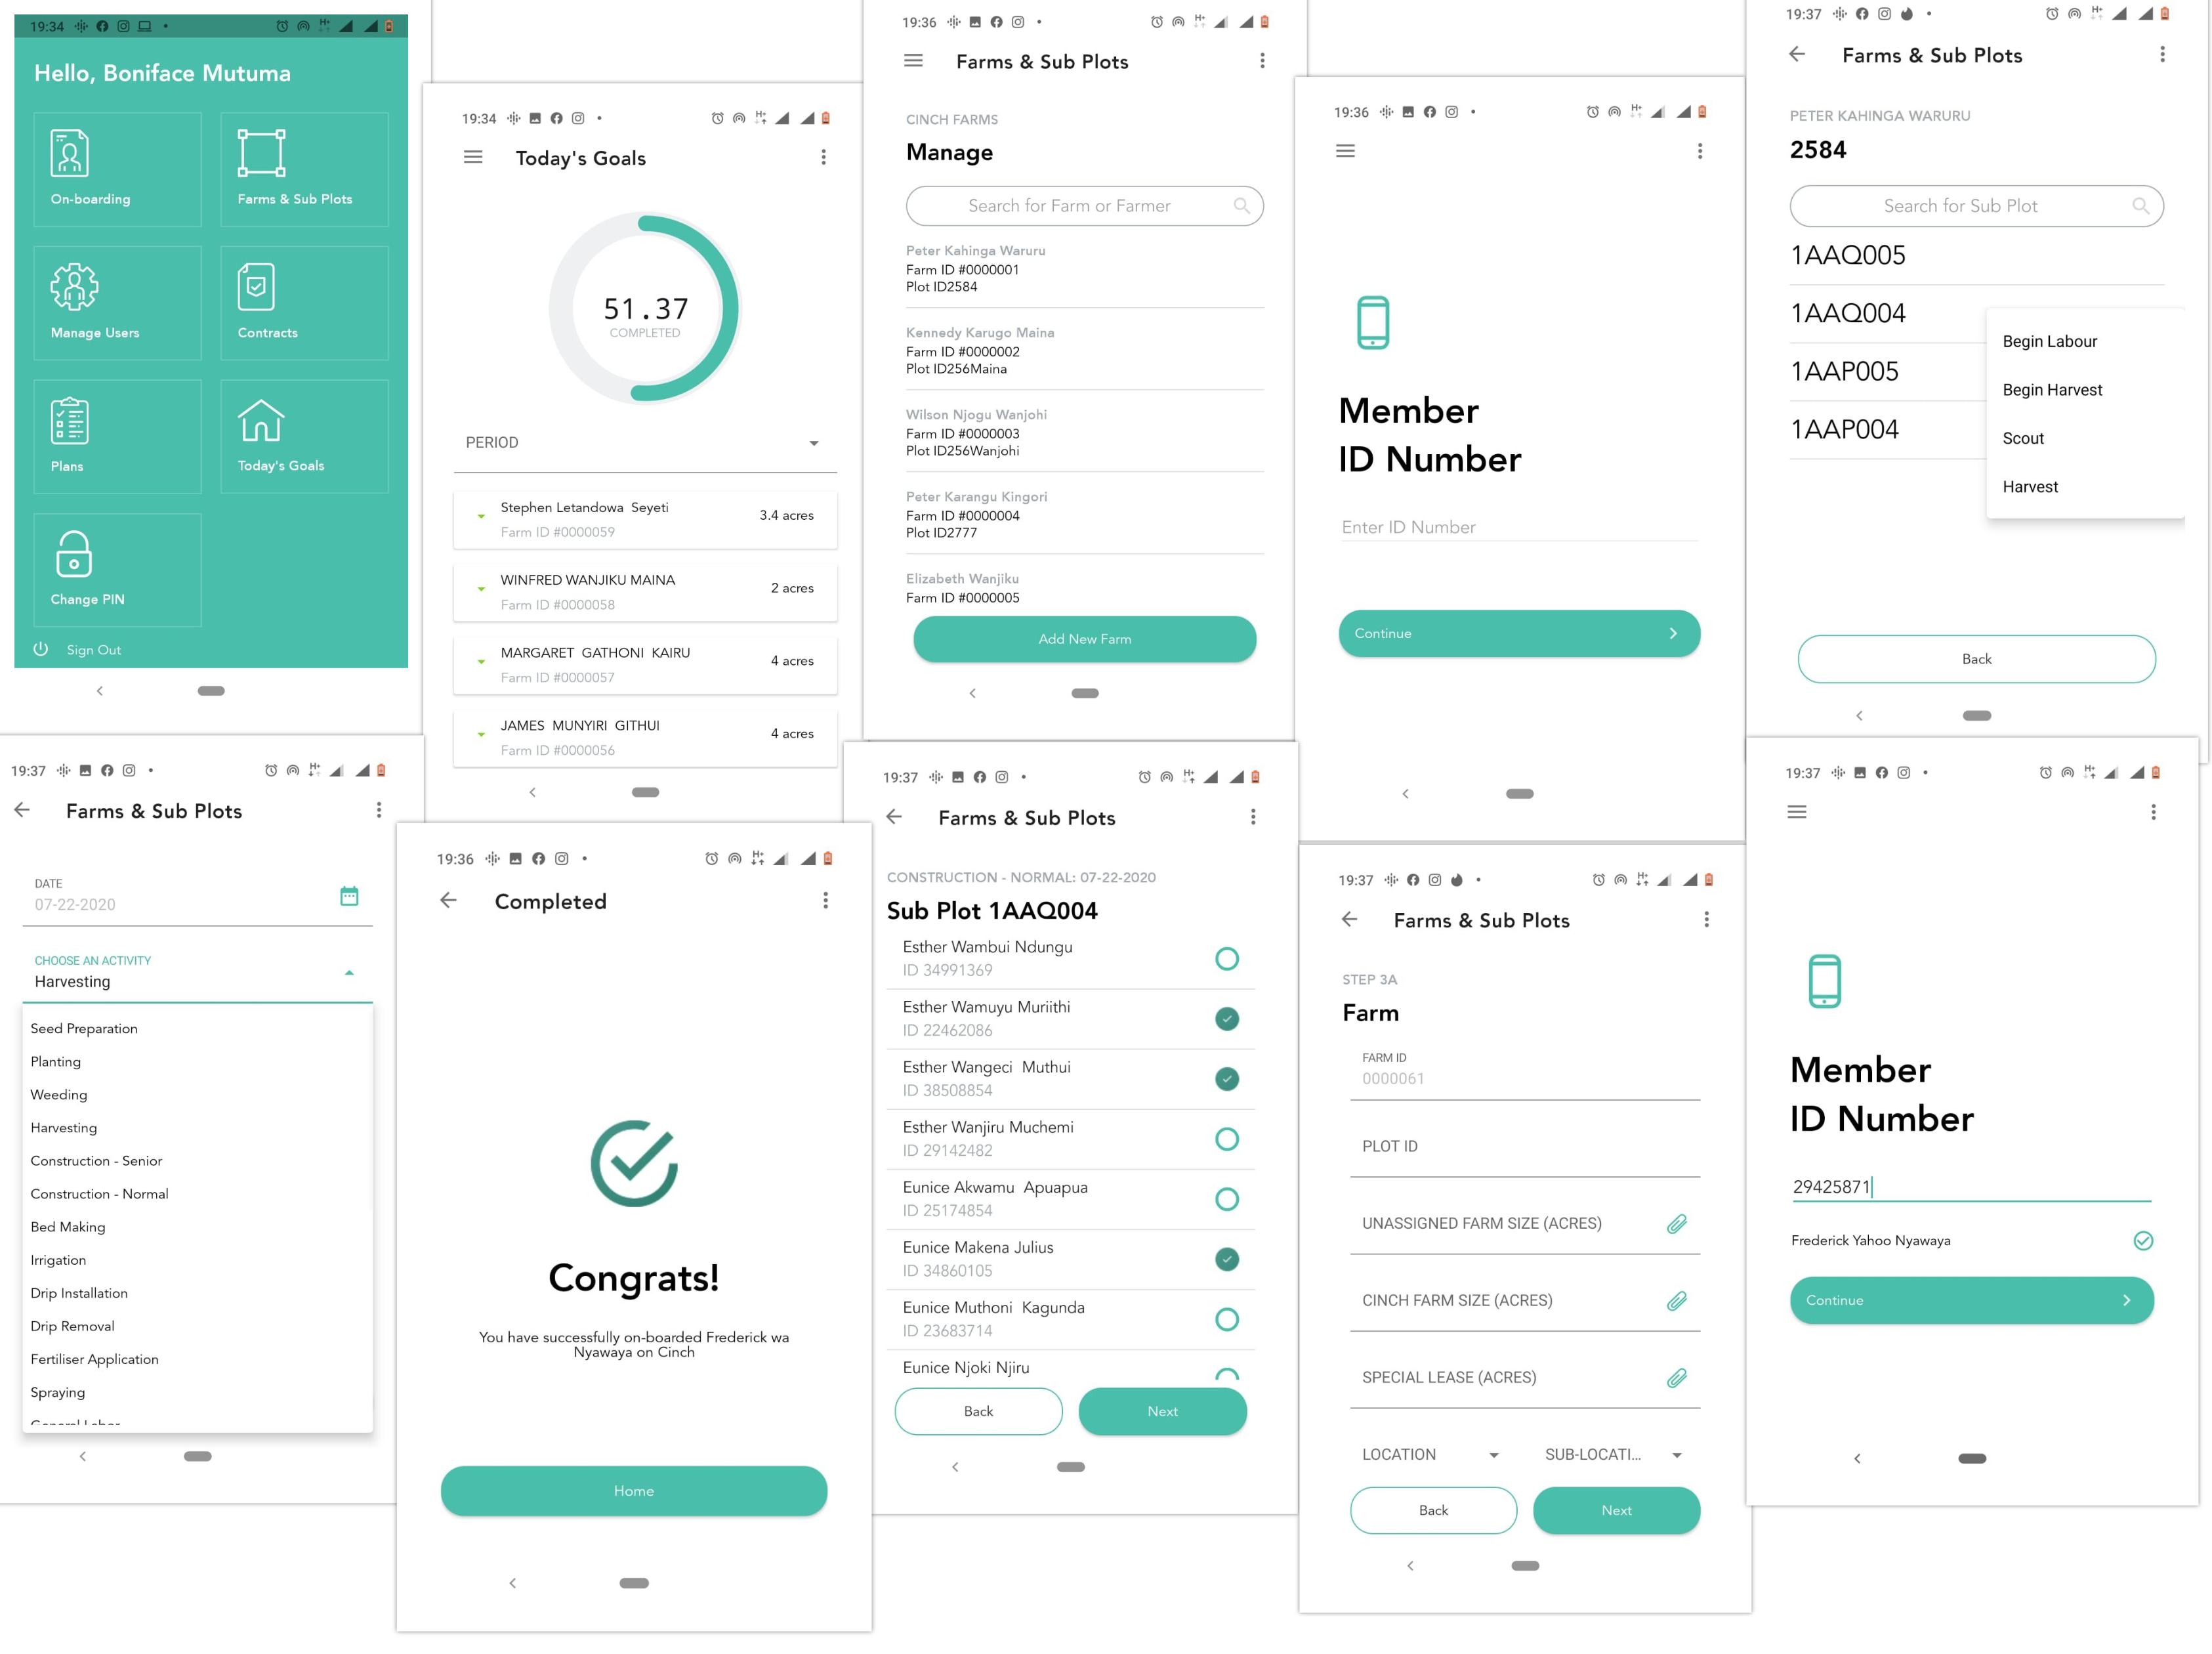 19:34
Hello, Boniface Mutuma
On-boarding
Farms & Sub Plots
Manage Users
Contracts
Plans
Today's Goals
Change PIN
Sign Out
19:34
H+
Today's Goals
51.37
COMPLETED
PERIOD
Stephen Letandowa Seyeti
3.4 acres
Farm ID #0000059
WINFRED WANJIKU MAINA
2 acres
Farm ID #0000058
MARGARET GATHONI KAIRU
4 acres
Farm ID #0000057
JAMES MUNYIRI GITHUI
4 acres
Farm ID #0000056
19:36
H+
Farms & Sub Plots
CINCH FARMS
Manage
Search for Farm or Farmer
Peter Kahinga Waruru
Farm ID #0000001
Plot ID2584
Kennedy Karugo Maina
Farm ID #0000002
Plot ID256Maina
Wilson Njogu Wanjohi
Farm ID #0000003
Plot ID256Wanjohi
Peter Karangu Kingori
Farm ID #0000004
Plot ID2777
Elizabeth Wanjiku
Farm ID #0000005
Add New Farm
19:36
H+
Member
ID Number
Enter ID Number
Continue
19:37
H+
Farms & Sub Plots
PETER KAHINGA WARURU
2584
Search for Sub Plot
1AAQ005
1AAQ004
1AAP005
1AAP004
Begin Labour
Begin Harvest
Scout
Harvest
Back
19:37
H+
Farms & Sub Plots
DATE
07-22-2020
CHOOSE AN ACTIVITY
Harvesting
Seed Preparation
Planting
Weeding
Harvesting
Construction - Senior
Construction - Normal
Bed Making
Irrigation
Drip Installation
Drip Removal
Fertiliser Application
Spraying
General Labor
19:36
H+
Completed
Congrats!
You have successfully on-boarded Frederick wa
Nyawaya on Cinch
Home
19:37
H+
Farms & Sub Plots
CONSTRUCTION - NORMAL: 07-22-2020
Sub Plot 1AAQ004
Esther Wambui Ndungu
ID 34991369
Esther Wamuyu Muriithi
ID 22462086
Esther Wangeci Muthui
ID 38508854
Esther Wanjiru Muchemi
ID 29142482
Eunice Akwamu Apuapua
ID 25174854
Eunice Makena Julius
ID 34860105
Eunice Muthoni Kagunda
ID 23683714
Eunice Njoki Njiru
Back
Next
19:37
H+
Farms & Sub Plots
STEP 3A
Farm
FARM ID
0000061
PLOT ID
UNASSIGNED FARM SIZE (ACRES)
CINCH FARM SIZE (ACRES)
SPECIAL LEASE (ACRES)
LOCATION
SUB-LOCATI...
Back
Next
19:37
H+
Member
ID Number
29425871
Frederick Yahoo Nyawaya
Continue